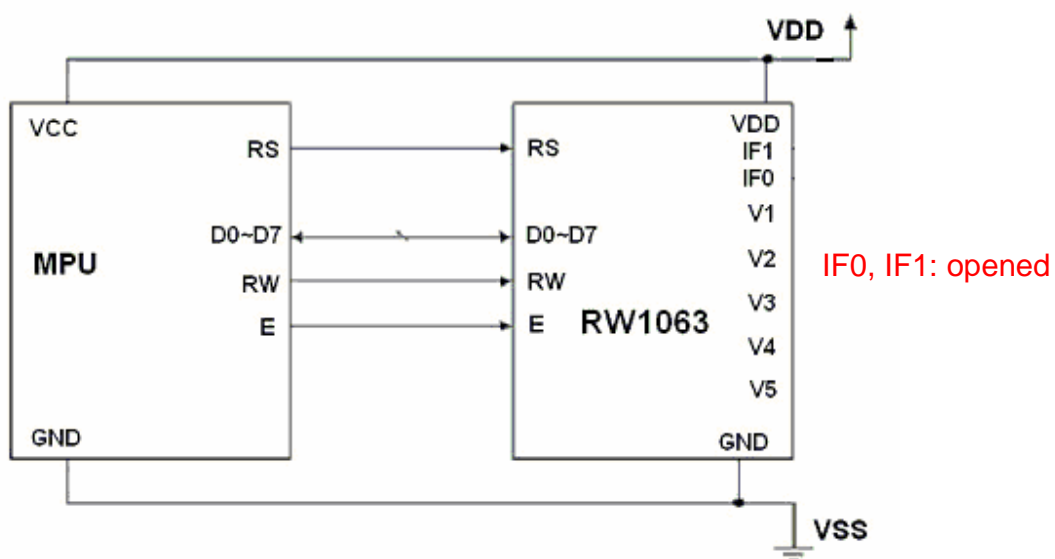 VDD
VCC
RS
D0~D7
MPU
RW
E
GND
RS
D0~D7
RW
E
RW1063
VDD
IF1
IF0
V1
V2
V3
V4
V5
GND
IF0, IF1: opened
VSS